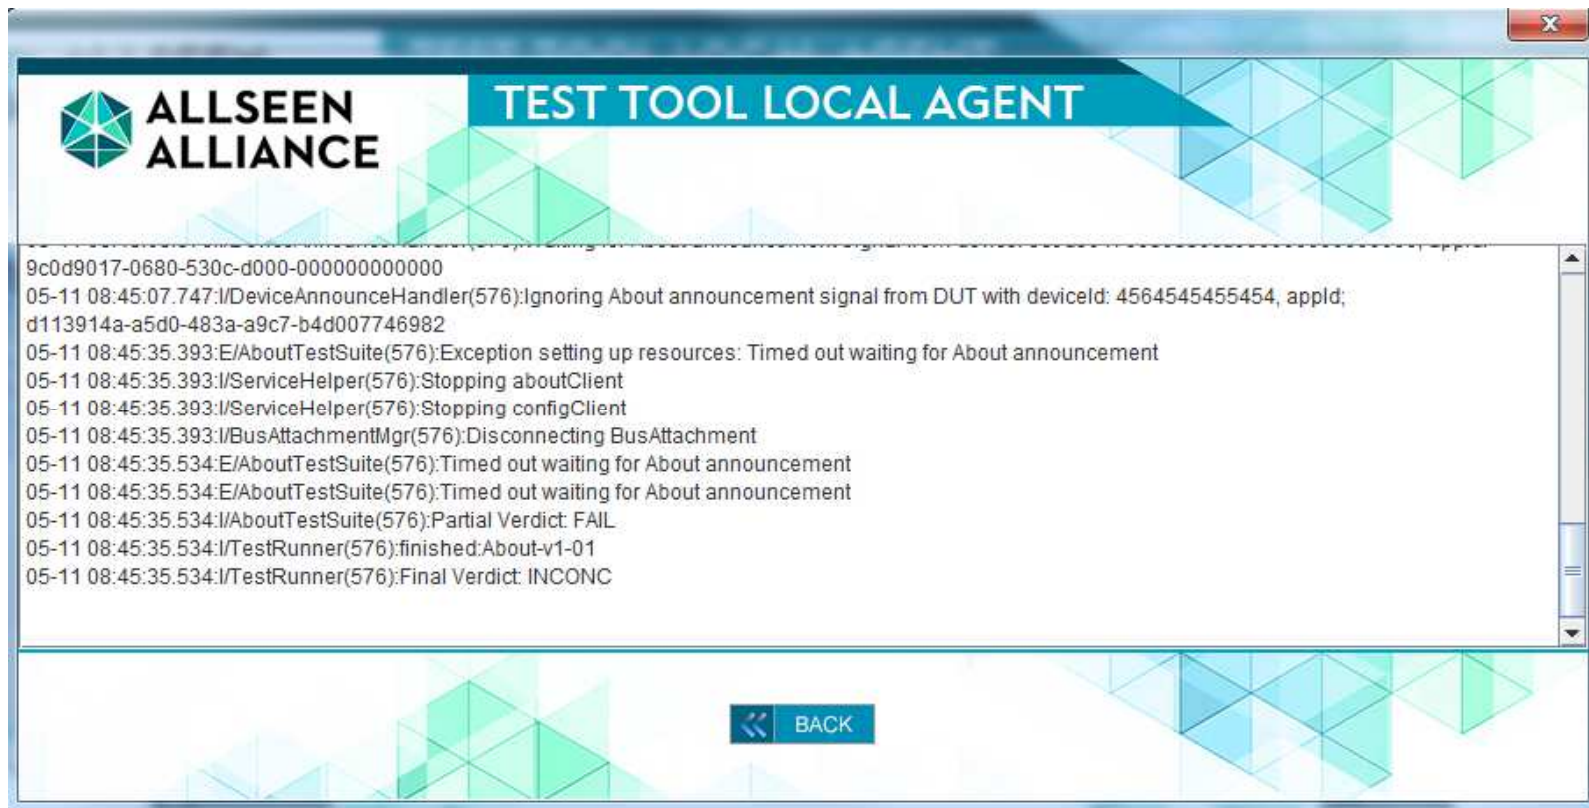 ALLSEEN
ALLIANCE
TEST TOOL LOCAL AGENT
9c0d9017-0680-530c-d000-000000000000
05-11 08:45:07.747:I/DeviceAnnounceHandler(576):Ignoring About announcement signal from DUT with deviceId: 4564545455454, appId;
d113914a-a5d0-483a-a9c7-b4d007746982
05-11 08:45:35.393:E/AboutTestSuite(576):Exception setting up resources: Timed out waiting for About announcement
05-11 08:45:35.393:I/ServiceHelper(576):Stopping aboutClient
05-11 08:45:35.393:I/ServiceHelper(576):Stopping configClient
05-11 08:45:35.393:I/BusAttachmentMgr(576):Disconnecting BusAttachment
05-11 08:45:35.534:E/AboutTestSuite(576):Timed out waiting for About announcement
05-11 08:45:35.534:E/AboutTestSuite(576):Timed out waiting for About announcement
05-11 08:45:35.534:I/AboutTestSuite(576):Partial Verdict: FAIL
05-11 08:45:35.534:I/TestRunner(576):finished:About-v1-01
05-11 08:45:35.534:I/TestRunner(576):Final Verdict: INCONC
BACK